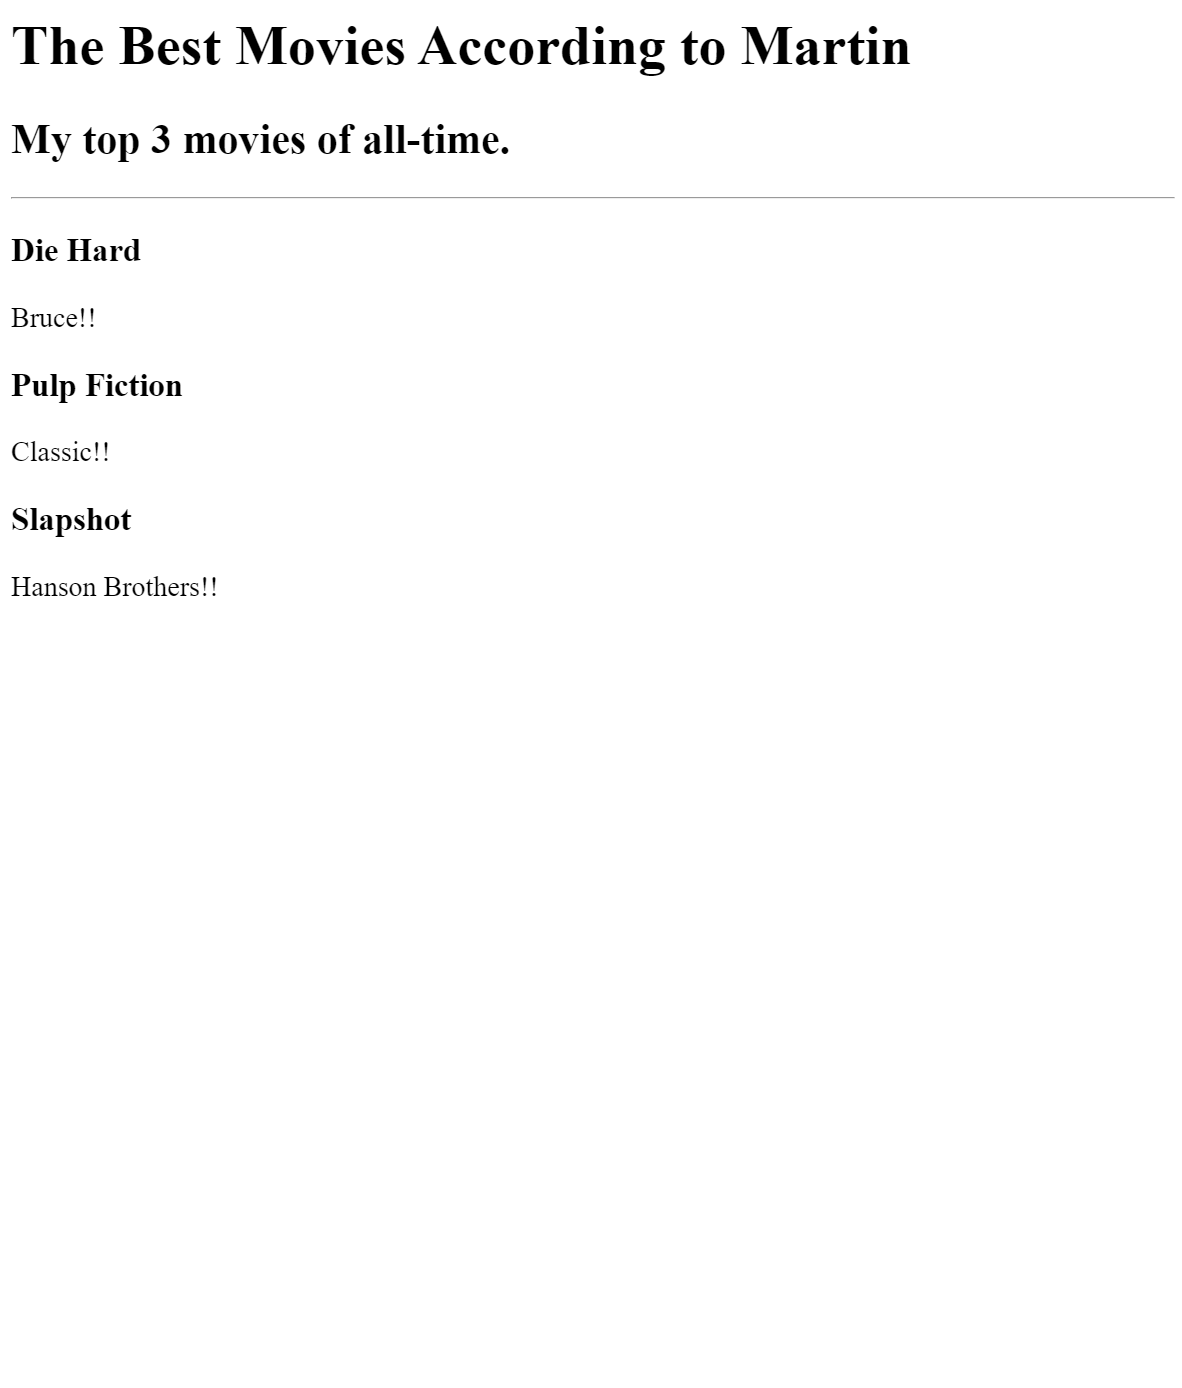 The Best Movies According to Martin
My top 3 movies of all-time.
Die Hard
Bruce!!
Pulp Fiction
Classic!!
Slapshot
Hanson Brothers!!